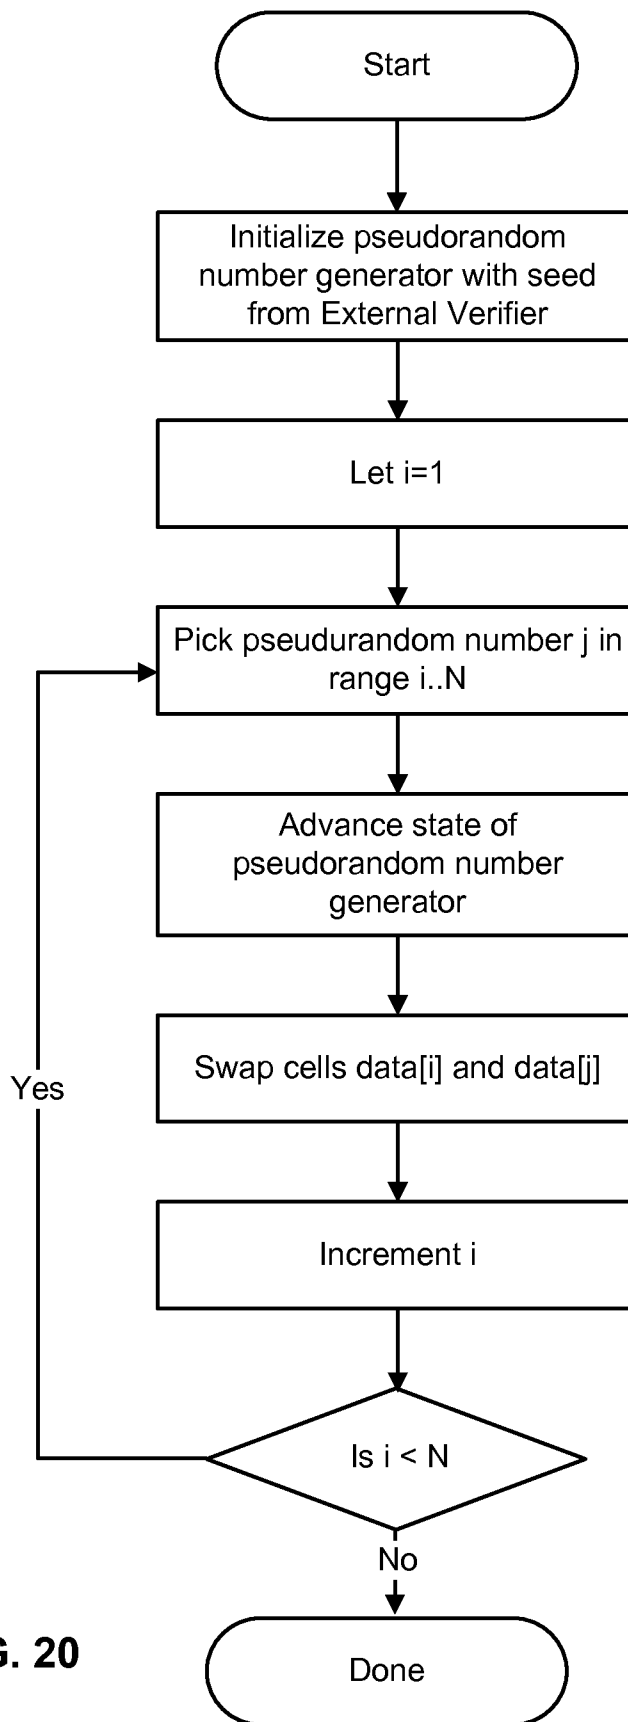 Start
Initialize pseudorandom
number generator with seed
from External Verifier
Let i=1
Pick pseudurandom number j in
range i..N
Advance state of
pseudorandom number
generator
Swap cells data[i] and data[j]
Yes
Increment i
Is i < N
No
Done
G. 20